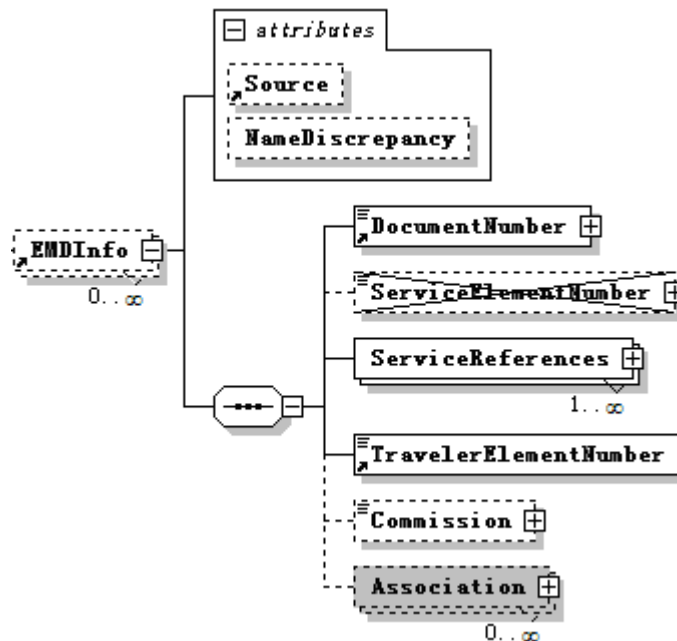 attributes
Source
NameDiscrepancy
EMDInfo
0..∞
DocumentNumber
ServiceElementNumber
ServiceReferences
1..∞
TravelerElementNumber
Commission
Association
0..∞